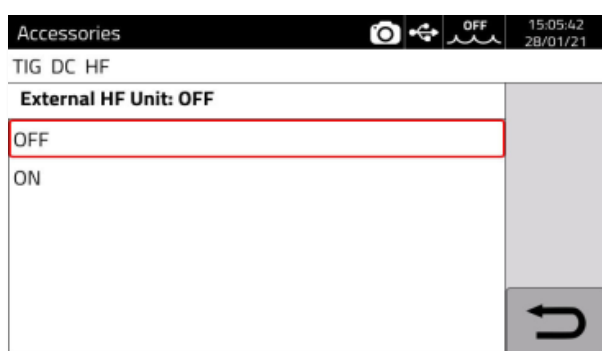 Accessories
OFF
15:05:42
28/01/21
TIG DC HF
External HF Unit: OFF
OFF
ON